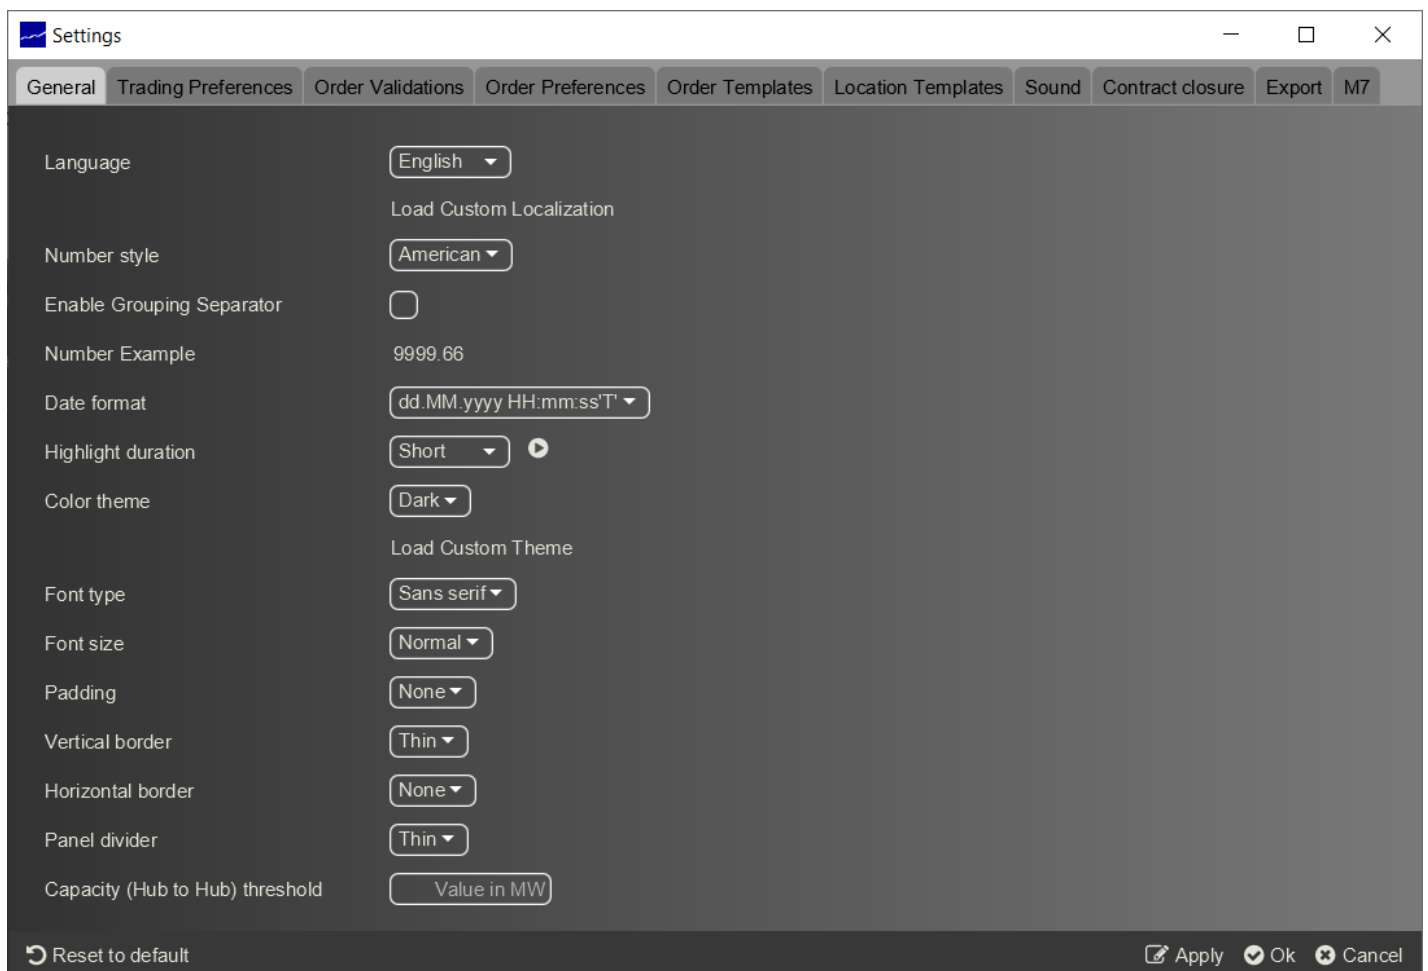 Settings
General Trading Preferences Order Validations Order Preferences Order Templates Location Templates Sound Contract closure Export M7
Language English
Load Custom Localization
Number style American
Enable Grouping Separator
Number Example 9999.66
Date format dd.MM.yyyy HH:mm:ss'T'
Highlight duration Short
Color theme Dark
Load Custom Theme
Font type Sans serif
Font size Normal
Padding None
Vertical border Thin
Horizontal border None
Panel divider Thin
Capacity (Hub to Hub) threshold Value in MW
Reset to default Apply Ok Cancel